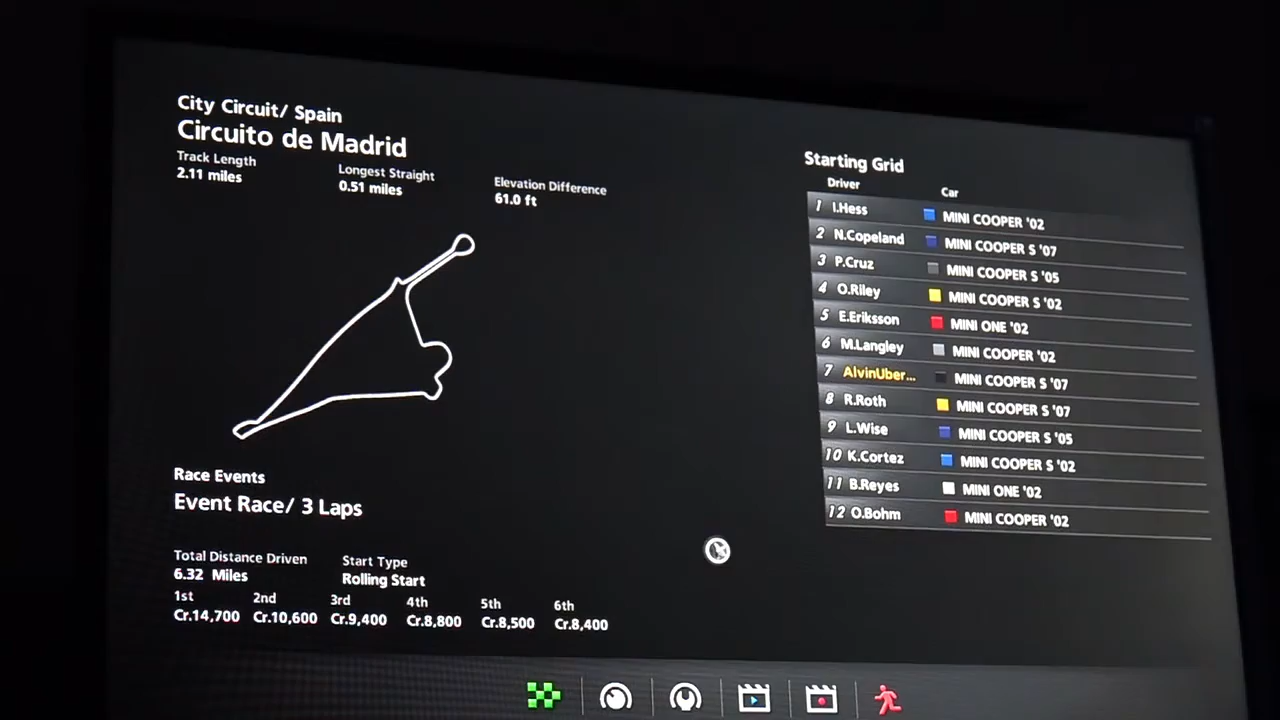 City Circuit/ Spain
Circuito de Madrid
Track Length
2.11 miles
Longest Straight
0.51 miles
Elevation Difference
61.0 ft
Race Events
Event Race/ 3 Laps
Total Distance Driven
6.32 Miles
Start Type
Rolling Start
1st 2nd 3rd 4th 5th 6th
Cr.14,700 Cr.10,600 Cr.9,400 Cr.8,800 Cr.8,500 Cr.8,400
Starting Grid
Driver Car
1 I.Hess MINI COOPER '02
2 N.Copeland MINI COOPER S '07
3 P.Cruz MINI COOPER S '05
4 O.Riley MINI COOPER S '02
5 E.Eriksson MINI ONE '02
6 M.Langley MINI COOPER '02
7 AlvinUber... MINI COOPER S '07
8 R.Roth MINI COOPER S '07
9 L.Wise MINI COOPER S '05
10 K.Cortez MINI COOPER S '02
11 B.Reyes MINI ONE '02
12 O.Bohm MINI COOPER '02